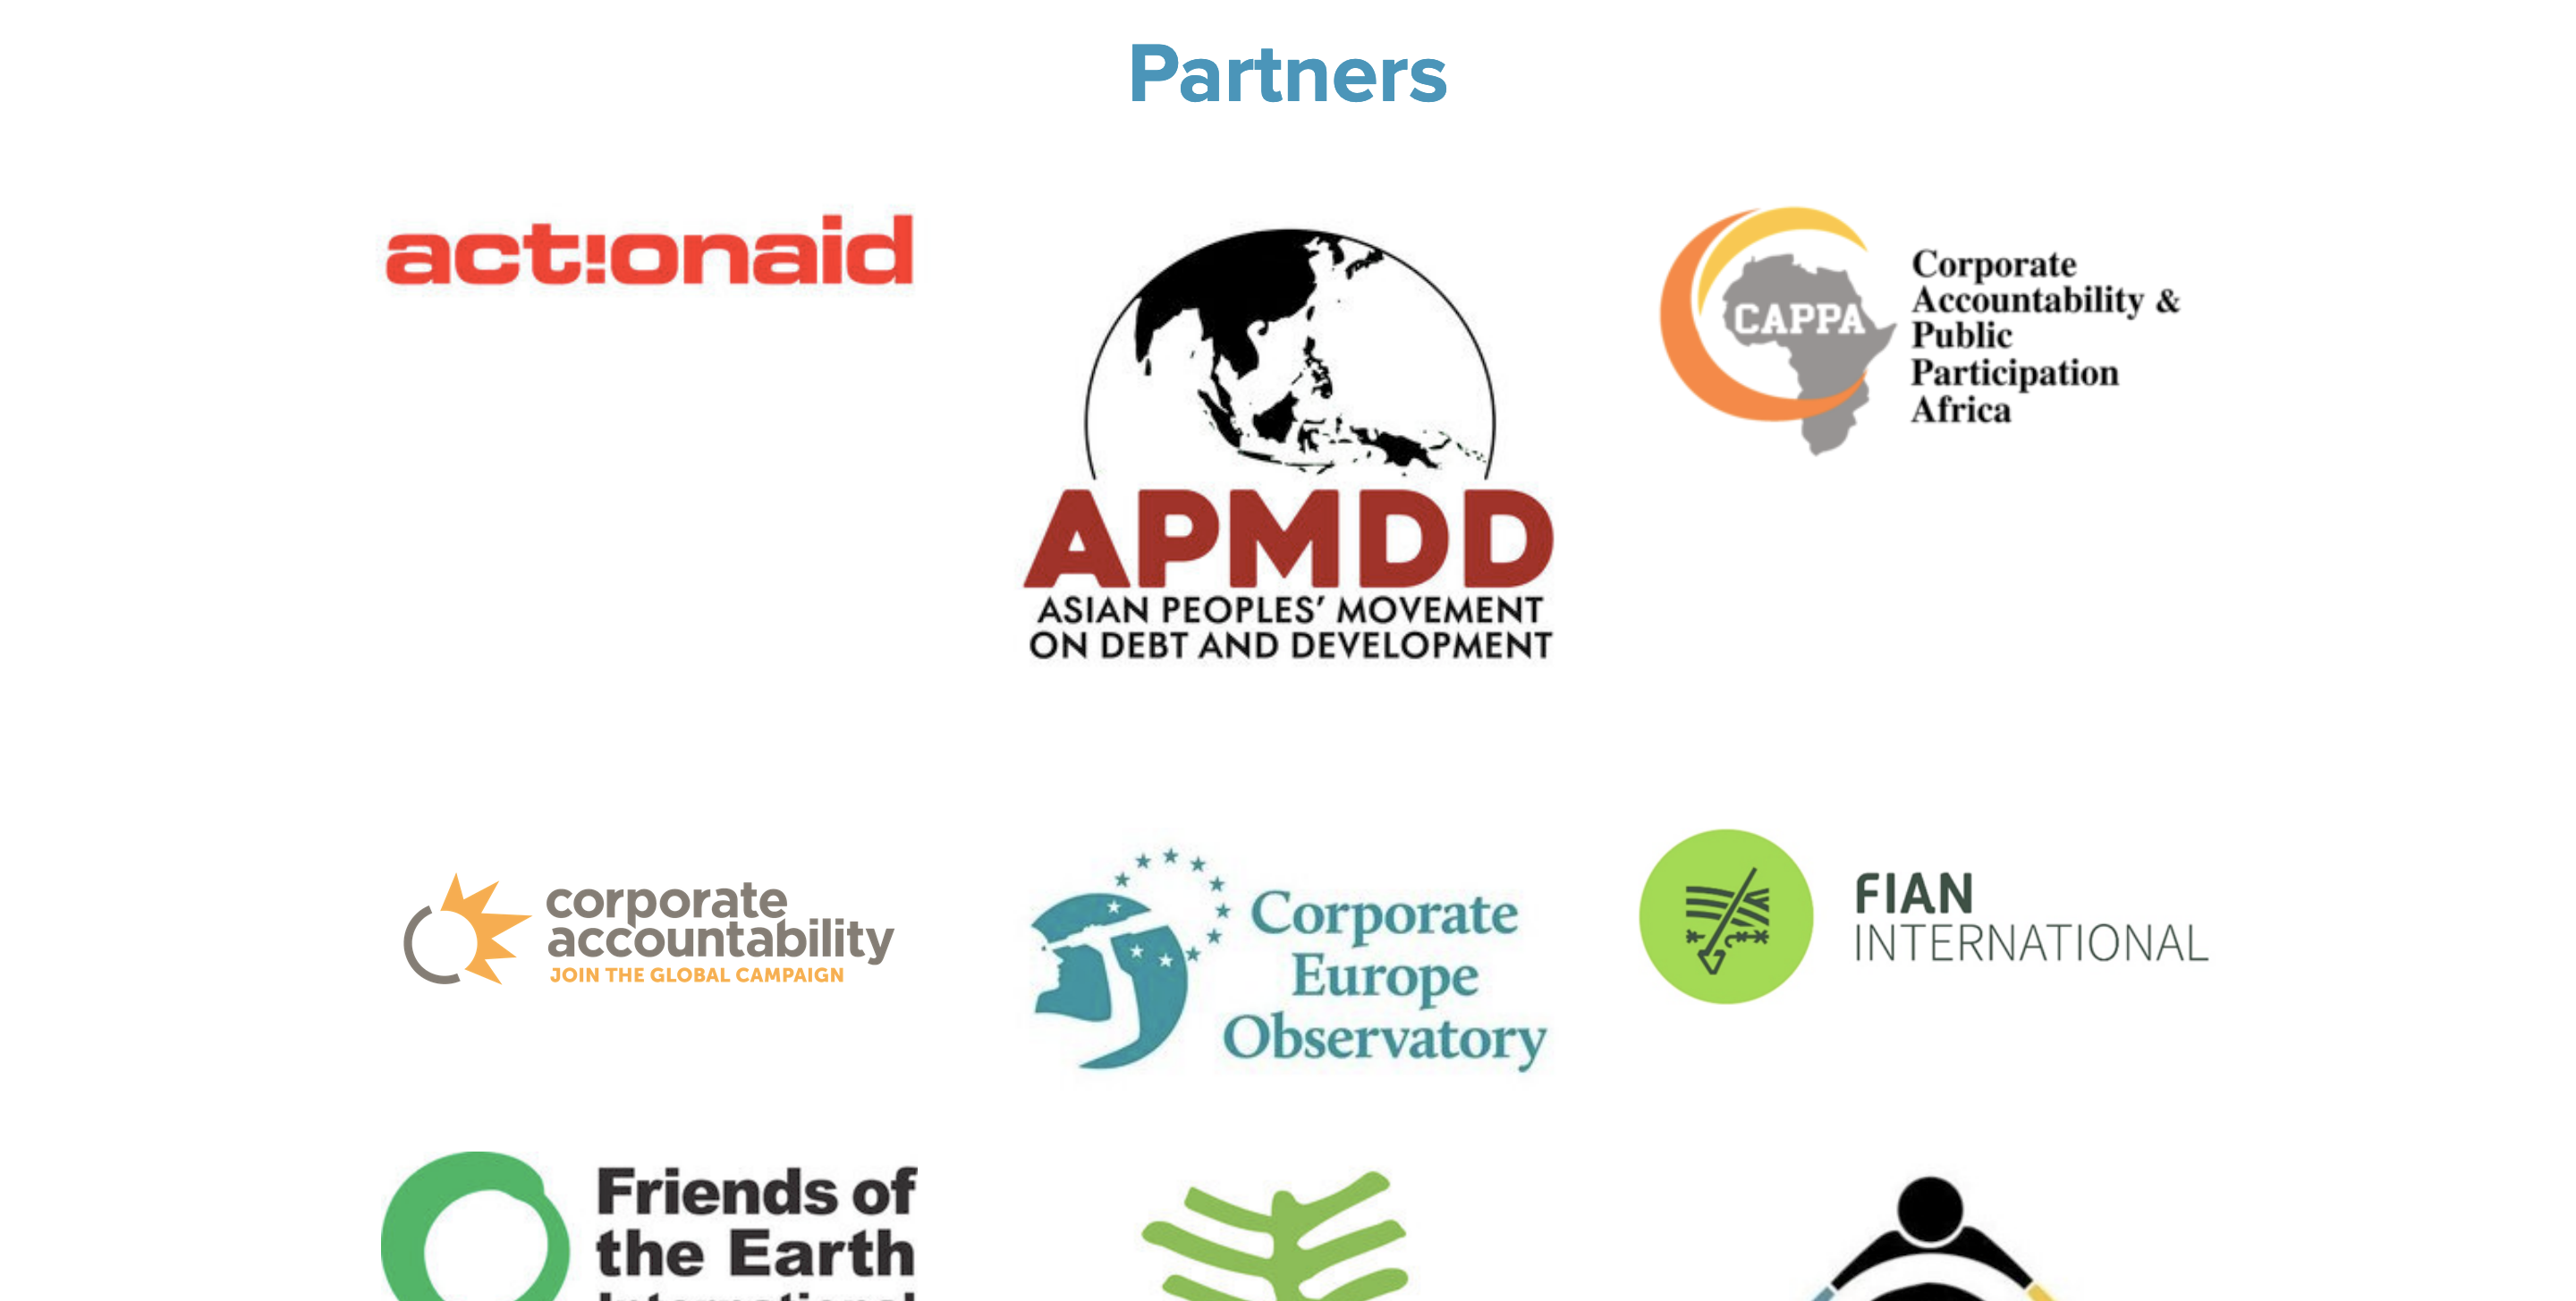 Partners
act!onaid
APMDD
ASIAN PEOPLES’ MOVEMENT
ON DEBT AND DEVELOPMENT
CAPPA
Corporate
Accountability &
Public
Participation
Africa
corporate
accountability
JOIN THE GLOBAL CAMPAIGN
Corporate
Europe
Observatory
FIAN
INTERNATIONAL
Friends of
the Earth